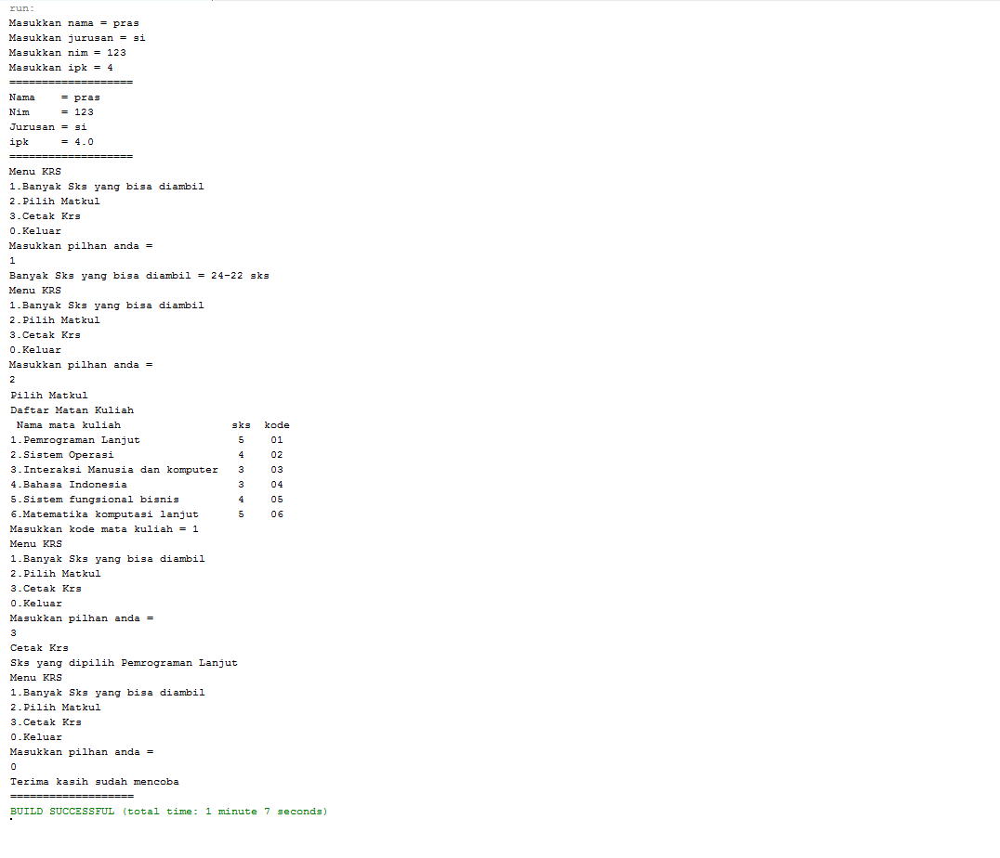 run:
Masukkan nama = pras
Masukkan jurusan = si
Masukkan nim = 123
Masukkan ipk = 4
===================
Nama    = pras
Nim     = 123
Jurusan = si
ipk     = 4.0
===================
Menu KRS
1.Banyak Sks yang bisa diambil
2.Pilih Matkul
3.Cetak Krs
0.Keluar
Masukkan pilhan anda =
1
Banyak Sks yang bisa diambil = 24-22 sks
Menu KRS
1.Banyak Sks yang bisa diambil
2.Pilih Matkul
3.Cetak Krs
0.Keluar
Masukkan pilhan anda =
2
Pilih Matkul
Daftar Matan Kuliah
 Nama mata kuliah                 sks  kode
1.Pemrograman Lanjut               5    01
2.Sistem Operasi                   4    02
3.Interaksi Manusia dan komputer   3    03
4.Bahasa Indonesia                 3    04
5.Sistem fungsional bisnis         4    05
6.Matematika komputasi lanjut      5    06
Masukkan kode mata kuliah = 1
Menu KRS
1.Banyak Sks yang bisa diambil
2.Pilih Matkul
3.Cetak Krs
0.Keluar
Masukkan pilhan anda =
3
Cetak Krs
Sks yang dipilih Pemrograman Lanjut
Menu KRS
1.Banyak Sks yang bisa diambil
2.Pilih Matkul
3.Cetak Krs
0.Keluar
Masukkan pilhan anda =
0
Terima kasih sudah mencoba
===================
BUILD SUCCESSFUL (total time: 1 minute 7 seconds)